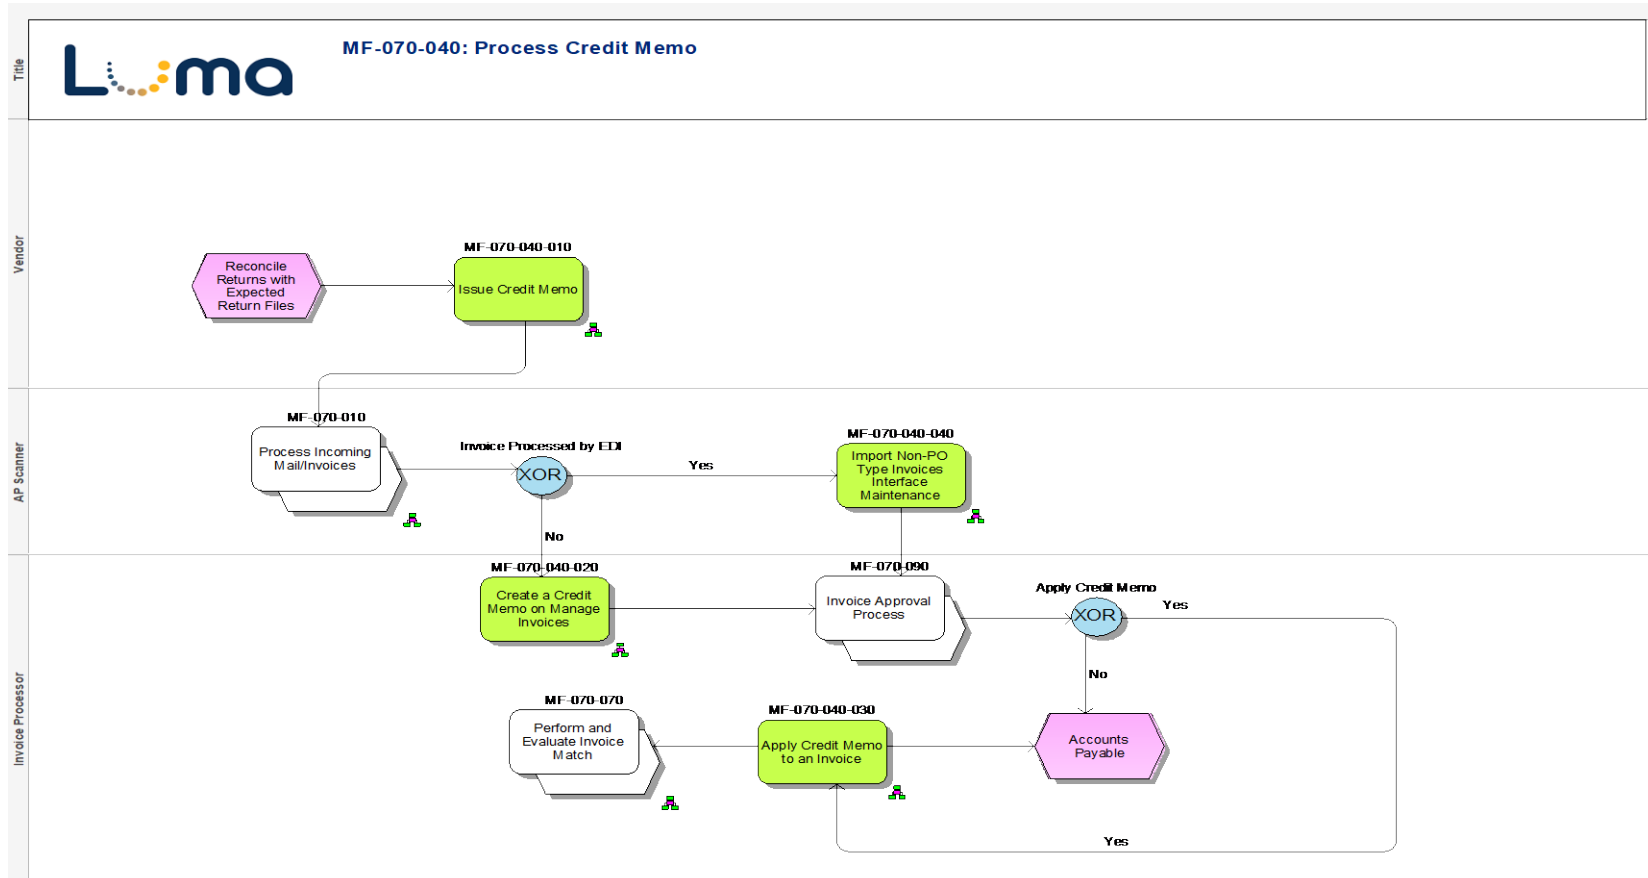 Title
Luma
MF-070-040: Process Credit Memo
Vendor
MF-070-040-010
Reconcile
Returns with
Expected
Return Files
Issue Credit Memo
AP Scanner
MF-070-010
Process Incoming
Mail/Invoices
Invoice Processed by EDI
XOR
Yes
No
MF-070-040-040
Import Non-PO
Type Invoices
Interface
Maintenance
Invoice Processor
MF-070-040-020
Create a Credit
Memo on Manage
Invoices
MF-070-090
Invoice Approval
Process
Apply Credit Memo
XOR
Yes
No
MF-070-070
Perform and
Evaluate Invoice
Match
MF-070-040-030
Apply Credit Memo
to an Invoice
Accounts
Payable
Yes